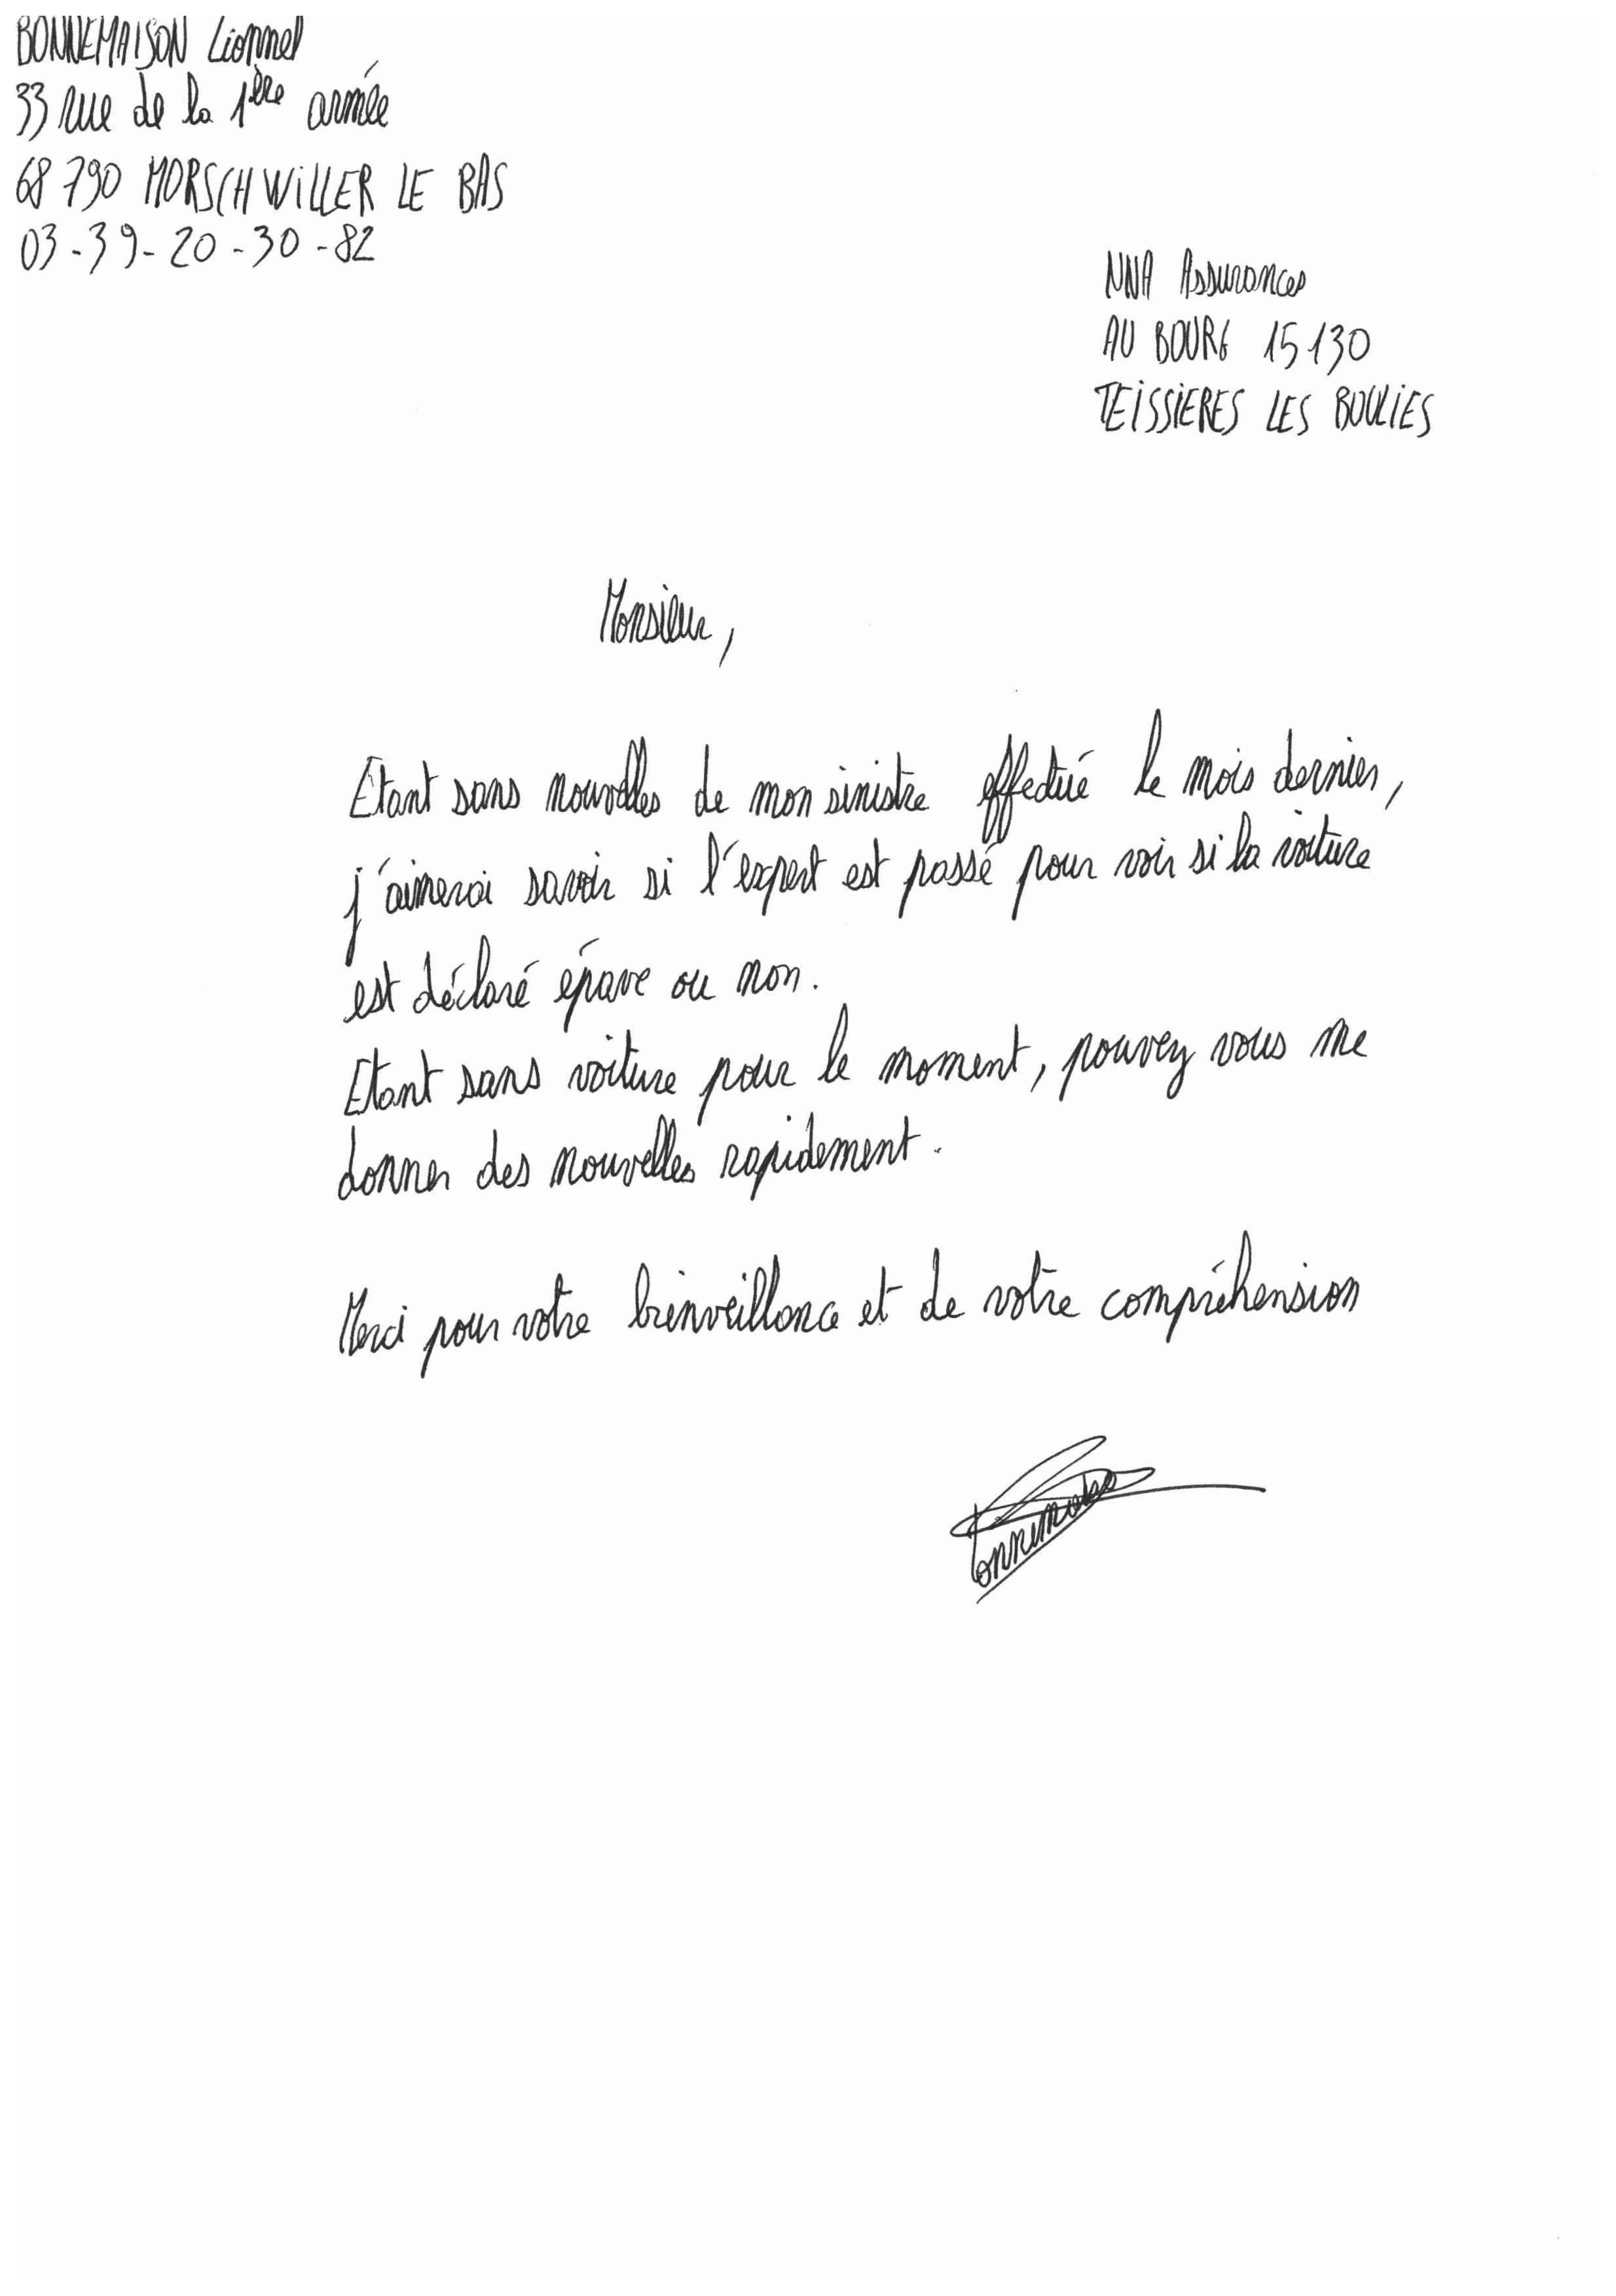 BONNEMAISON Lionnel
33 rue de la 1ère armée
68 790 MORSCHWILLER LE BAS
03-39-20-30-82
NNA Assurances
AU BOURG 15130
TEISSIERES LES BOULIES
Monsieur,
Etant sans nouvelles de mon sinistre effectué le mois dernier,
j'aimerai savoir si l'expert est passé pour voir si la voiture
est déclaré épave ou non.
Etant sans voiture pour le moment, pouvez vous me
donner des nouvelles rapidement.
Merci pour votre bienveillance et de votre compréhension